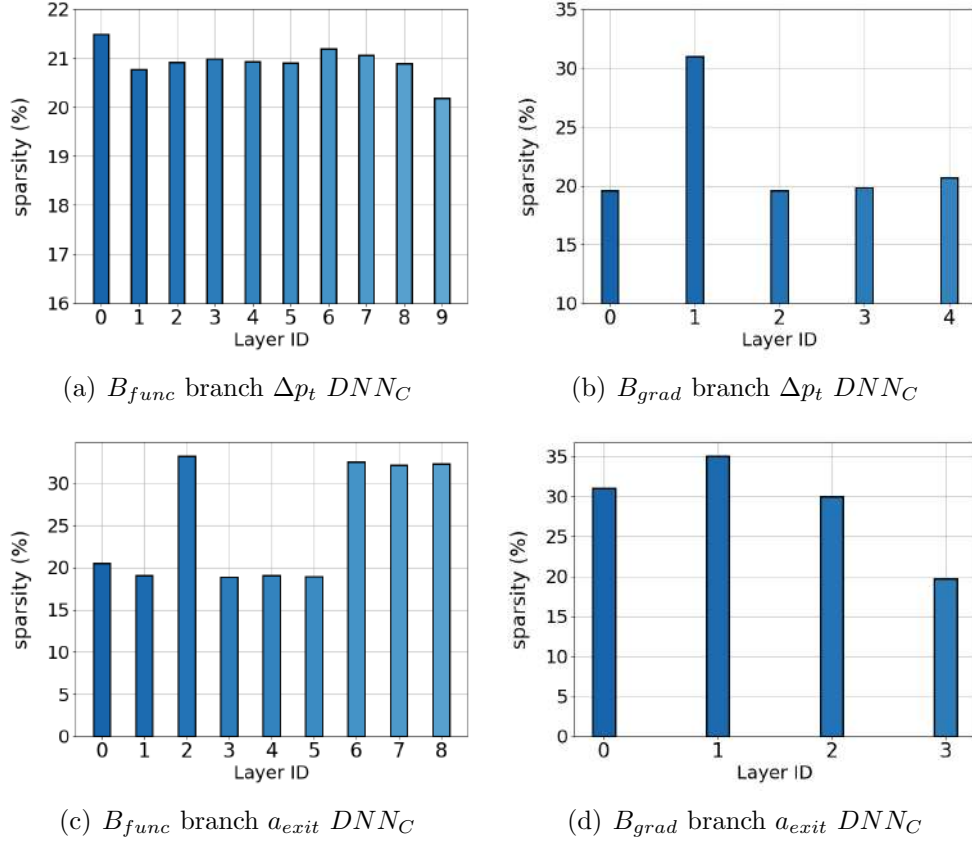 22
21
20
19
18
17
16
sparsity (%)
0 1 2 3 4 5 6 7 8 9
Layer ID
(a) B_func branch Δp_t DNN_C
35
30
25
20
15
10
sparsity (%)
0 1 2 3 4
Layer ID
(b) B_grad branch Δp_t DNN_C
30
25
20
15
10
5
0
sparsity (%)
0 1 2 3 4 5 6 7 8
Layer ID
(c) B_func branch a_exit DNN_C
35
30
25
20
15
10
5
0
sparsity (%)
0 1 2 3
Layer ID
(d) B_grad branch a_exit DNN_C